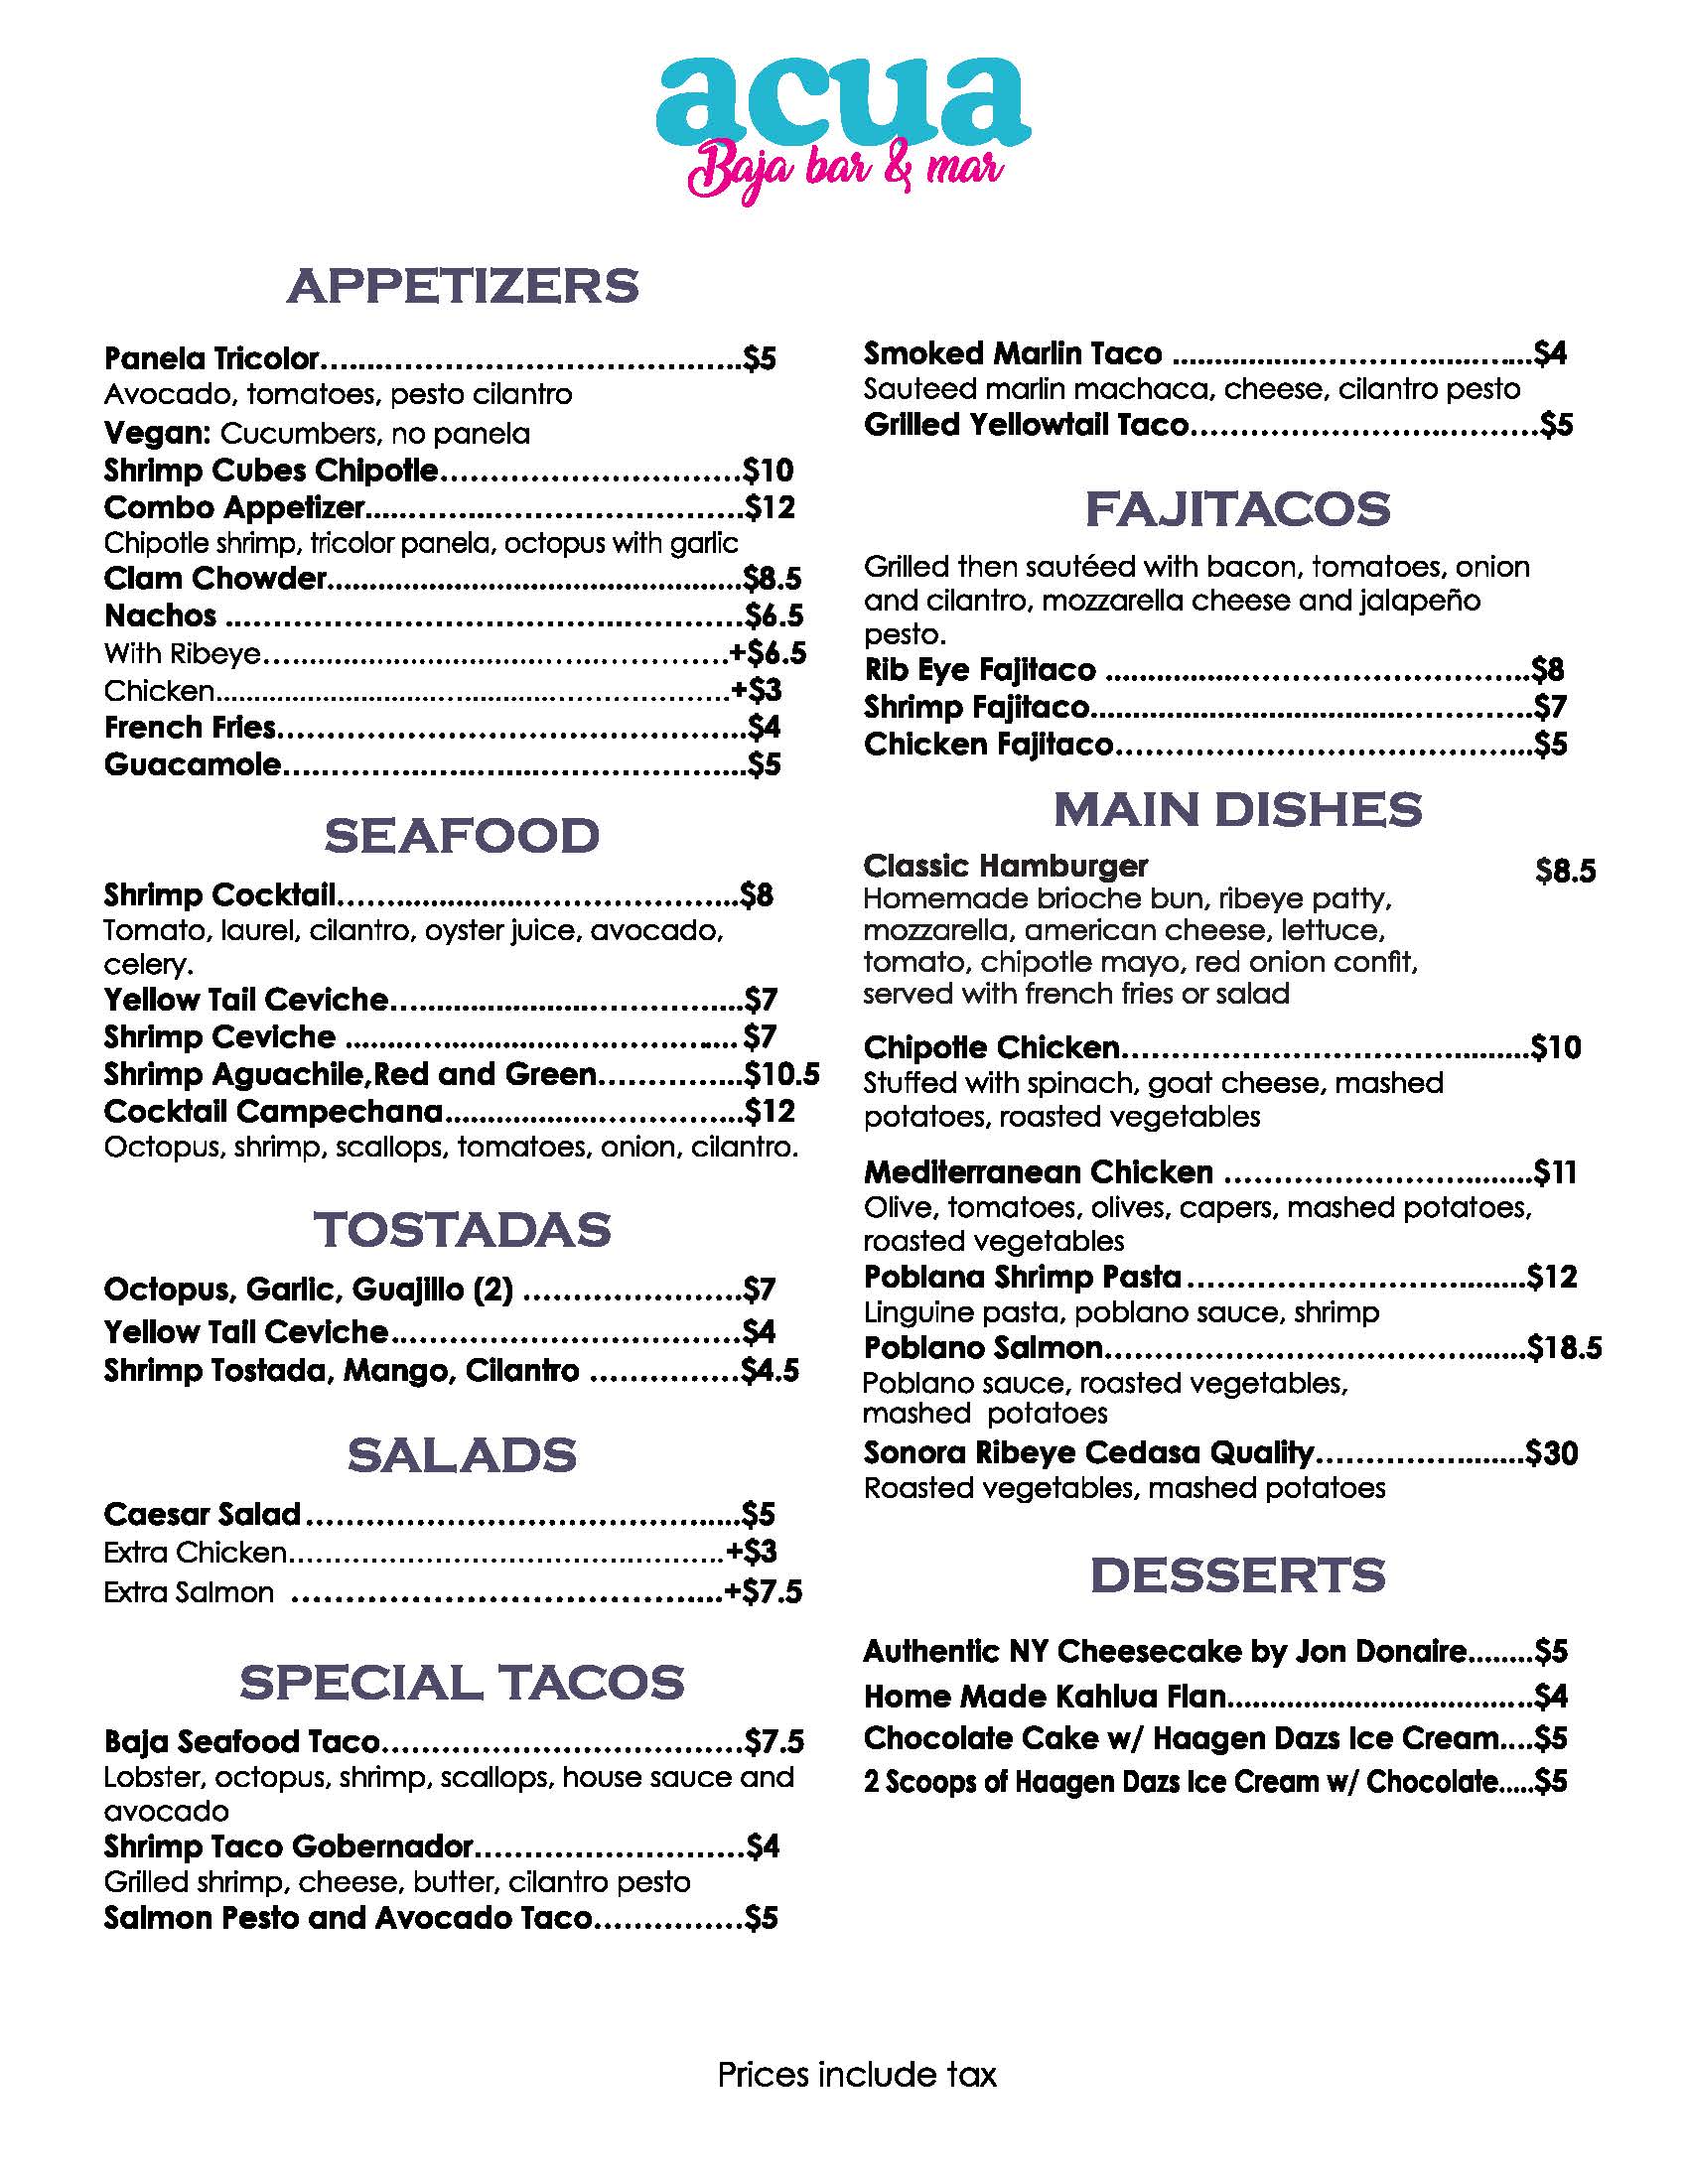 acua
Baja bar & mar
APPETIZERS
Panela Tricolor..........................................$5
Avocado, tomatoes, pesto cilantro
Vegan: Cucumbers, no panela
Shrimp Cubes Chipotle..............................$10
Combo Appetizer......................................$12
Chipotle shrimp, tricolor panela, octopus with garlic
Clam Chowder..........................................$8.5
Nachos ....................................................$6.5
With Ribeye...............................................+$6.5
Chicken....................................................+$3
French Fries...............................................$4
Guacamole...............................................$5
SEAFOOD
Shrimp Cocktail.........................................$8
Tomato, laurel, cilantro, oyster juice, avocado,
celery.
Yellow Tail Ceviche....................................$7
Shrimp Ceviche ........................................ $7
Shrimp Aguachile,Red and Green...............$10.5
Cocktail Campechana..............................$12
Octopus, shrimp, scallops, tomatoes, onion, cilantro.
TOSTADAS
Octopus, Garlic, Guajillo (2) ......................$7
Yellow Tail Ceviche...................................$4
Shrimp Tostada, Mango, Cilantro ...............$4.5
SALADS
Caesar Salad...........................................$5
Extra Chicken............................................+$3
Extra Salmon ...........................................+$7.5
SPECIAL TACOS
Baja Seafood Taco....................................$7.5
Lobster, octopus, shrimp, scallops, house sauce and
avocado
Shrimp Taco Gobernador...........................$4
Grilled shrimp, cheese, butter, cilantro pesto
Salmon Pesto and Avocado Taco...............$5
Smoked Marlin Taco ....................................$4
Sauteed marlin machaca, cheese, cilantro pesto
Grilled Yellowtail Taco...................................$5
FAJITACOS
Grilled then sautéed with bacon, tomatoes, onion
and cilantro, mozzarella cheese and jalapeño
pesto.
Rib Eye Fajitaco ...........................................$8
Shrimp Fajitaco.............................................$7
Chicken Fajitaco..........................................$5
MAIN DISHES
Classic Hamburger $8.5
Homemade brioche bun, ribeye patty,
mozzarella, american cheese, lettuce,
tomato, chipotle mayo, red onion confit,
served with french fries or salad
Chipotle Chicken.........................................$10
Stuffed with spinach, goat cheese, mashed
potatoes, roasted vegetables
Mediterranean Chicken ...............................$11
Olive, tomatoes, olives, capers, mashed potatoes,
roasted vegetables
Poblana Shrimp Pasta..................................$12
Linguine pasta, poblano sauce, shrimp
Poblano Salmon..........................................$18.5
Poblano sauce, roasted vegetables,
mashed potatoes
Sonora Ribeye Cedasa Quality.....................$30
Roasted vegetables, mashed potatoes
DESSERTS
Authentic NY Cheesecake by Jon Donaire........$5
Home Made Kahlua Flan....................................$4
Chocolate Cake w/ Haagen Dazs Ice Cream....$5
2 Scoops of Haagen Dazs Ice Cream w/ Chocolate.....$5
Prices include tax